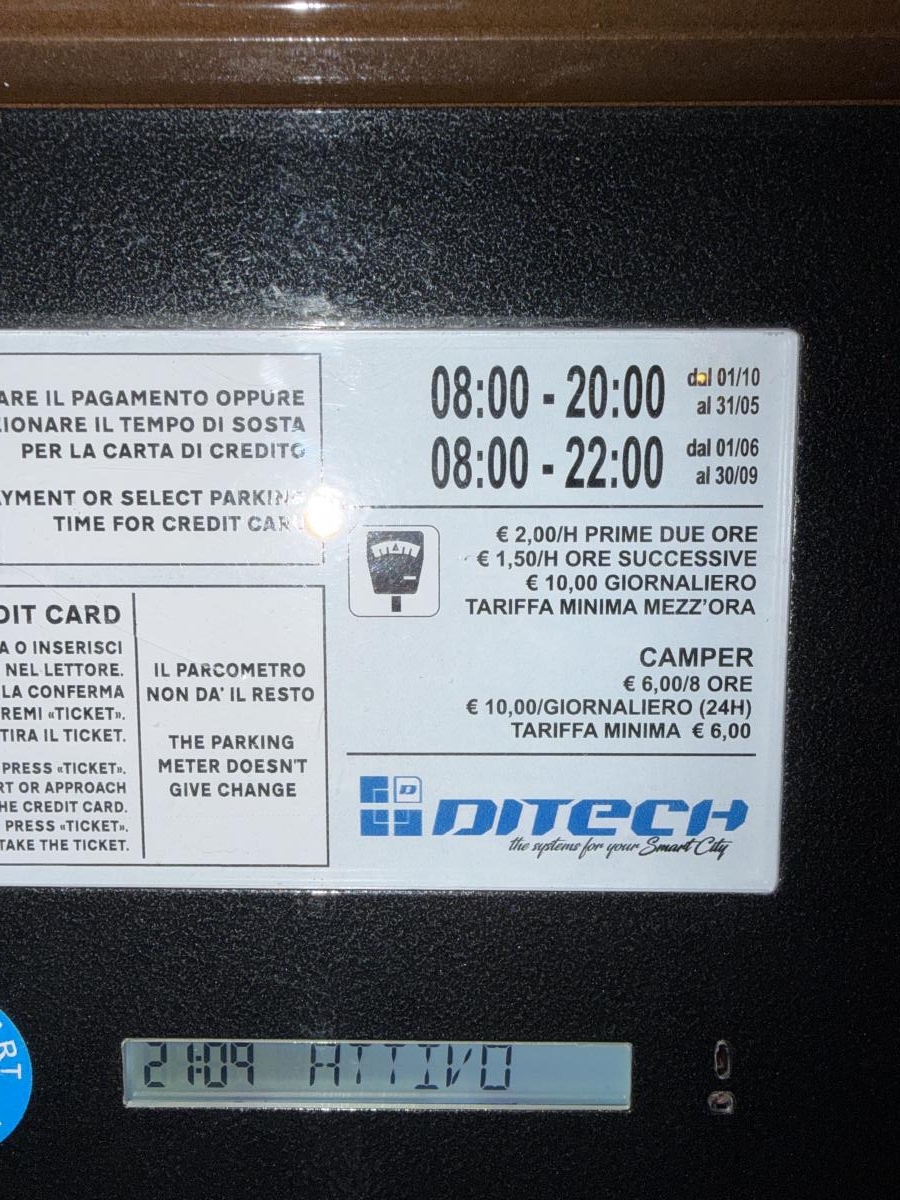 ARE IL PAGAMENTO OPPURE
IONARE IL TEMPO DI SOSTA
PER LA CARTA DI CREDITO
YMENT OR SELECT PARKING
TIME FOR CREDIT CAR
DIT CARD
A O INSERISCI
NEL LETTORE.
LA CONFERMA
REMI «TICKET».
TIRA IL TICKET.
PRESS «TICKET».
RT OR APPROACH
HE CREDIT CARD.
PRESS «TICKET».
TAKE THE TICKET.
IL PARCOMETRO
NON DA' IL RESTO
THE PARKING
METER DOESN'T
GIVE CHANGE
08:00 - 20:00 dal 01/10
al 31/05
08:00 - 22:00 dal 01/06
al 30/09
€ 2,00/H PRIME DUE ORE
€ 1,50/H ORE SUCCESSIVE
€ 10,00 GIORNALIERO
TARIFFA MINIMA MEZZ'ORA
CAMPER
€ 6,00/8 ORE
€ 10,00/GIORNALIERO (24H)
TARIFFA MINIMA € 6,00
D DITECH
the systems for your Smart City
ART
21:09 ATTIVO